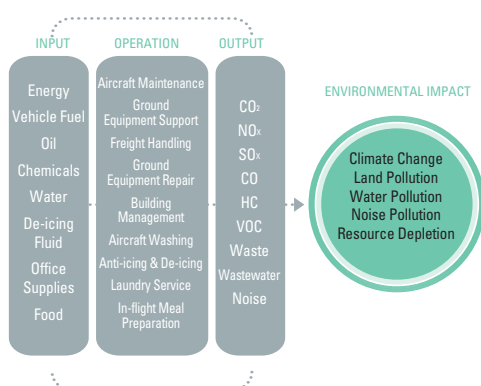 INPUT
Energy
Vehicle Fuel
Oil
Chemicals
Water
De-icing
Fluid
Office
Supplies
Food
OPERATION
Aircraft Maintenance
Ground
Equipment Support
Freight Handling
Ground
Equipment Repair
Building
Management
Aircraft Washing
Anti-icing & De-icing
Laundry Service
In-flight Meal
Preparation
OUTPUT
CO₂
NOx
SOx
CO
HC
VOC
Waste
Wastewater
Noise
ENVIRONMENTAL IMPACT
Climate Change
Land Pollution
Water Pollution
Noise Pollution
Resource Depletion